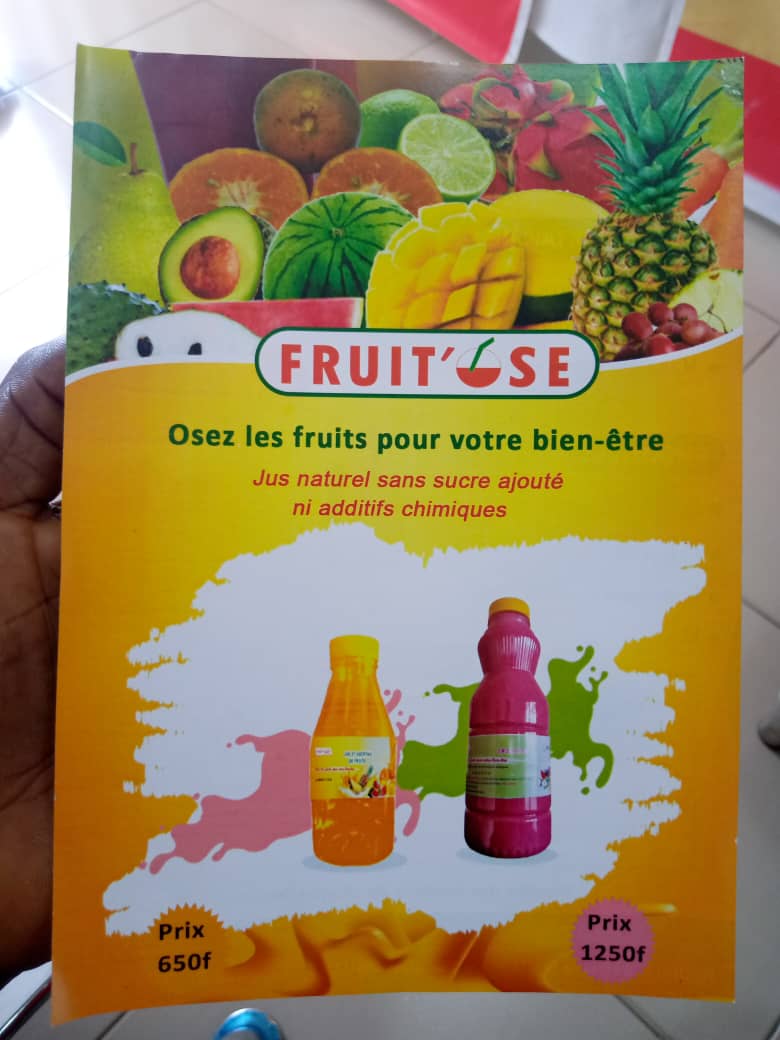 FRUIT'OSE
Osez les fruits pour votre bien-être
Jus naturel sans sucre ajouté
ni additifs chimiques
Prix
650f
Prix
1250f